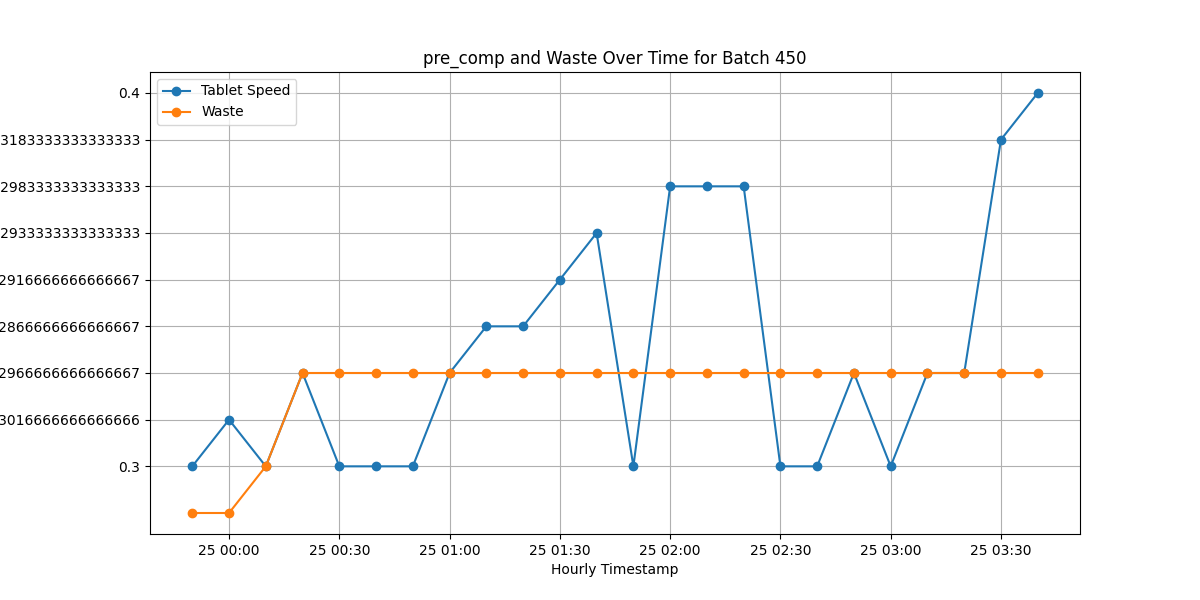 pre_comp and Waste Over Time for Batch 450
Tablet Speed
Waste
0.4
3183333333333333
2983333333333333
2933333333333333
2916666666666667
2866666666666667
2966666666666667
3016666666666666
0.3
25 00:00 25 00:30 25 01:00 25 01:30 25 02:00 25 02:30 25 03:00 25 03:30
Hourly Timestamp